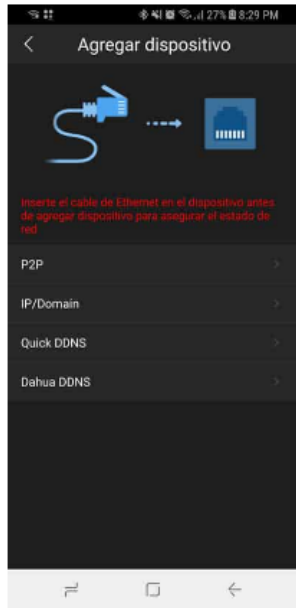 27% 8:29 PM
Agregar dispositivo
Inserte el cable de Ethernet en el dispositivo antes
de agregar dispositivo para asegurar el estado de
red
P2P
IP/Domain
Quick DDNS
Dahua DDNS